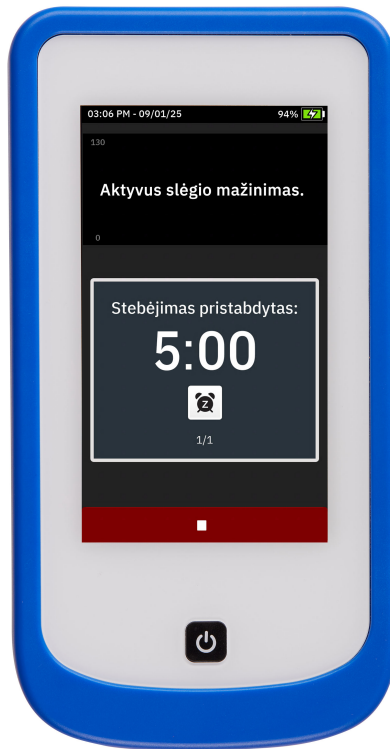 03:06 PM - 09/01/25 94%
130
Aktyvus slėgio mažinimas.
0
Stebėjimas pristabdytas:
5:00
Z
1/1